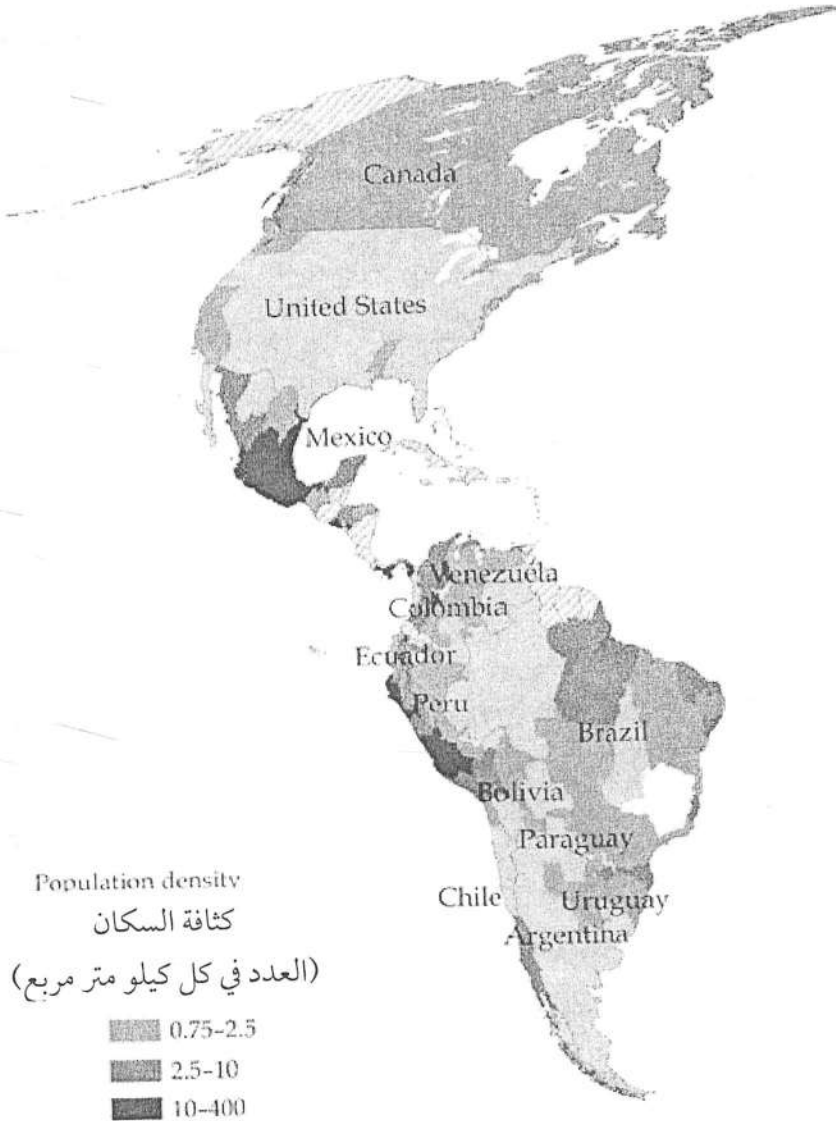 Canada
United States
Mexico
Venezuela
Colombia
Ecuador
Peru
Brazil
Bolivia
Paraguay
Chile
Uruguay
Argentina
Population density
كثافة السكان
(العدد في كل كيلو متر مربع)
0.75–2.5
2.5–10
10–400